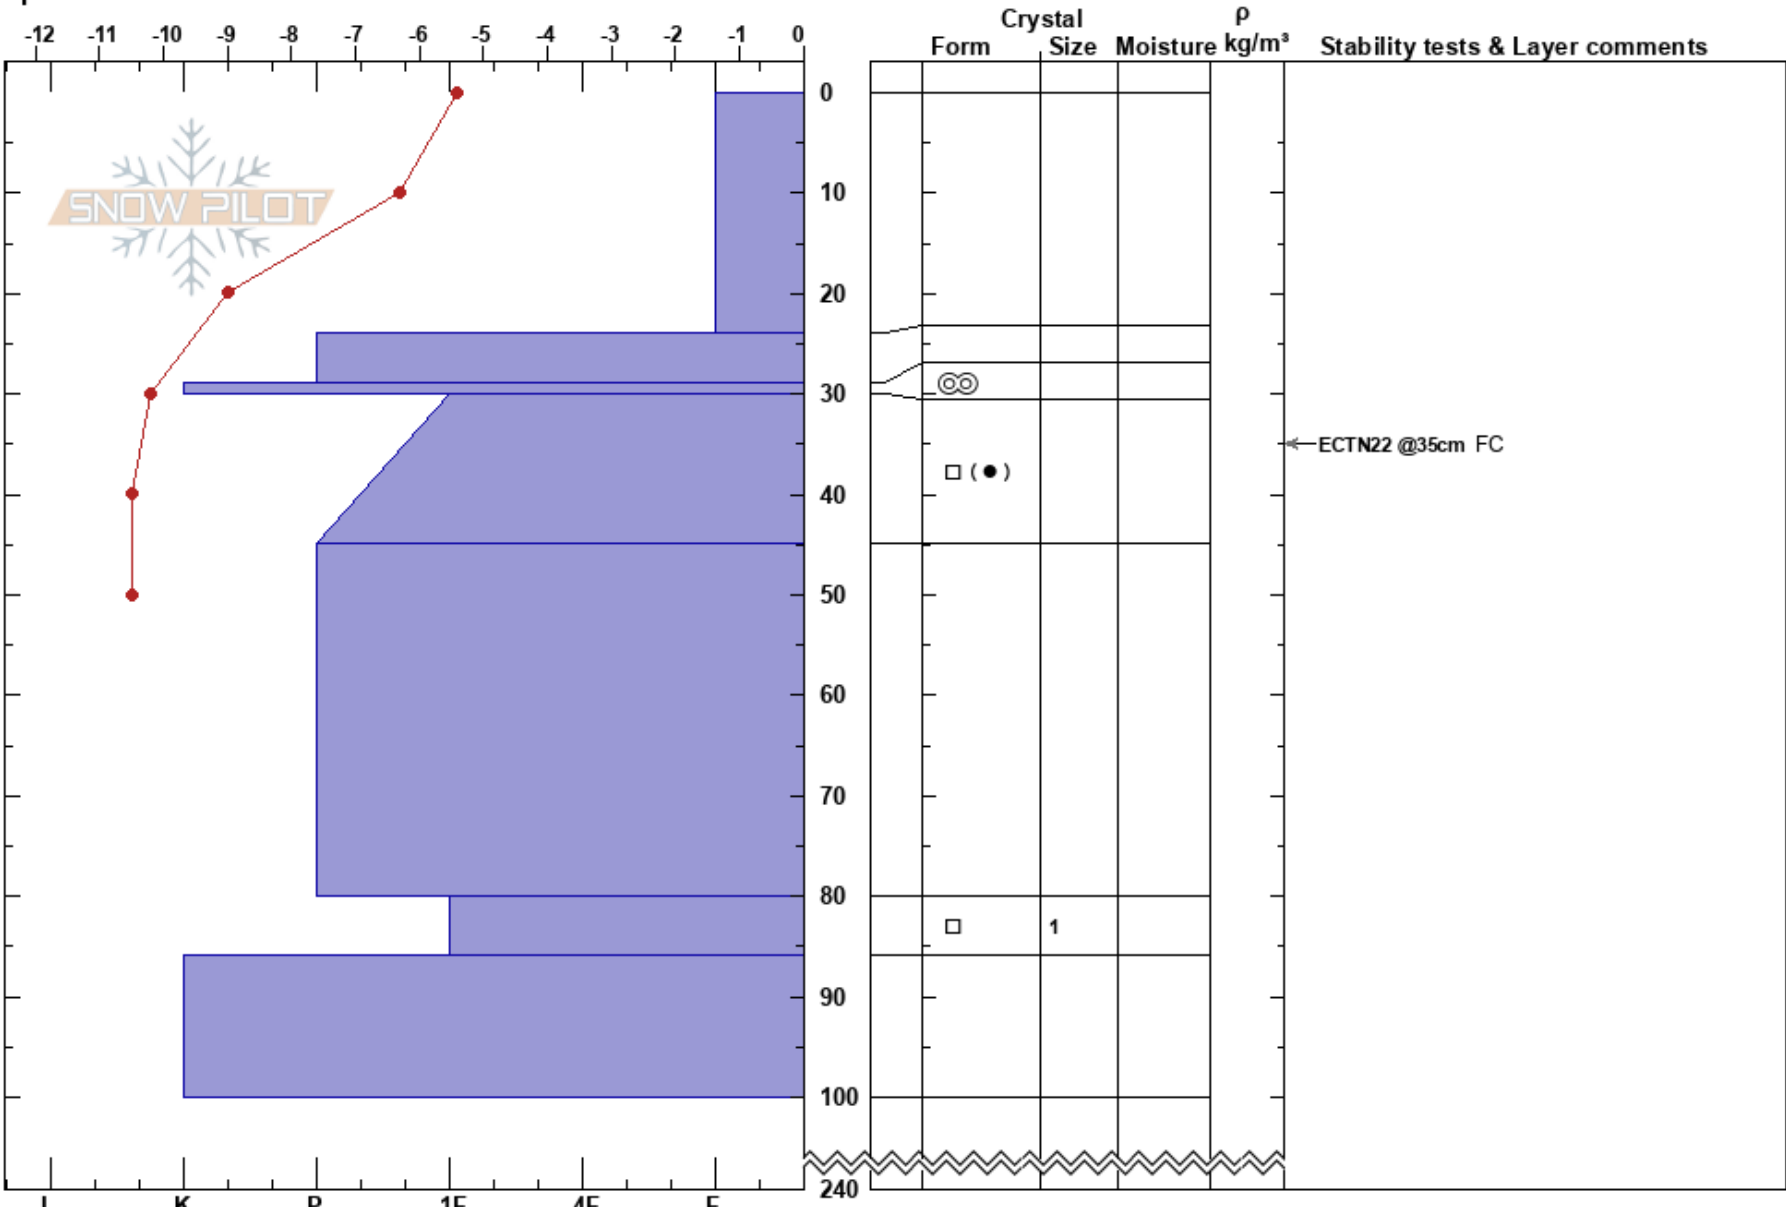 Crystal ρ
-12 -11 -10 -9 -8 -7 -6 -5 -4 -3 -2 -1 0 Form Size Moisture kg/m³ Stability tests & Layer comments
0
10
SNOW PILOT
20
30
ECTN22 @35cm FC
( )
40
50
60
70
80
1
90
100
240
I K P 1F 4F F